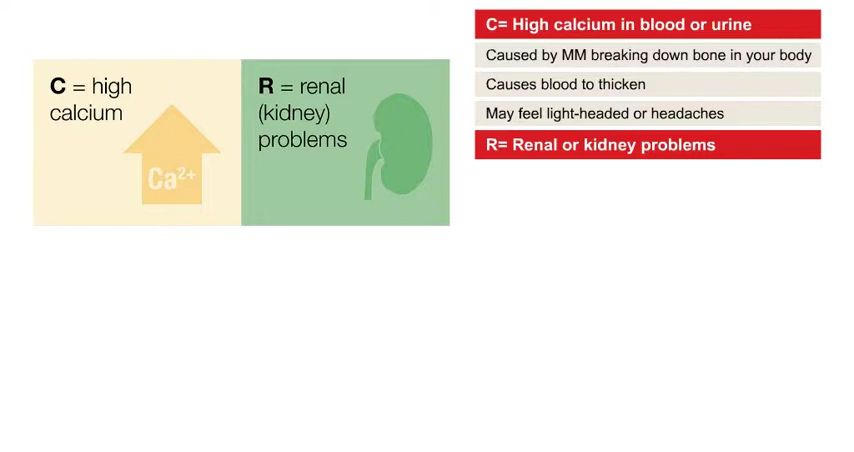 C = high
calcium
Ca2+
R = renal
(kidney)
problems
C= High calcium in blood or urine
Caused by MM breaking down bone in your body
Causes blood to thicken
May feel light-headed or headaches
R= Renal or kidney problems